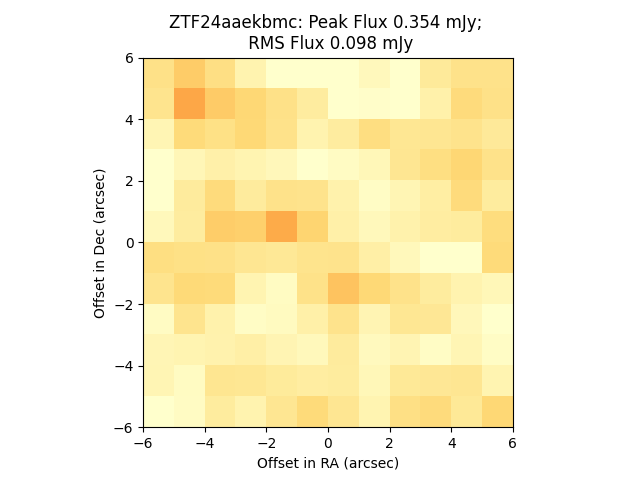 ZTF24aaekbmc: Peak Flux 0.354 mJy;
RMS Flux 0.098 mJy
6
4
2
0
−2
−4
−6
Offset in Dec (arcsec)
−6 −4 −2 0 2 4 6
Offset in RA (arcsec)